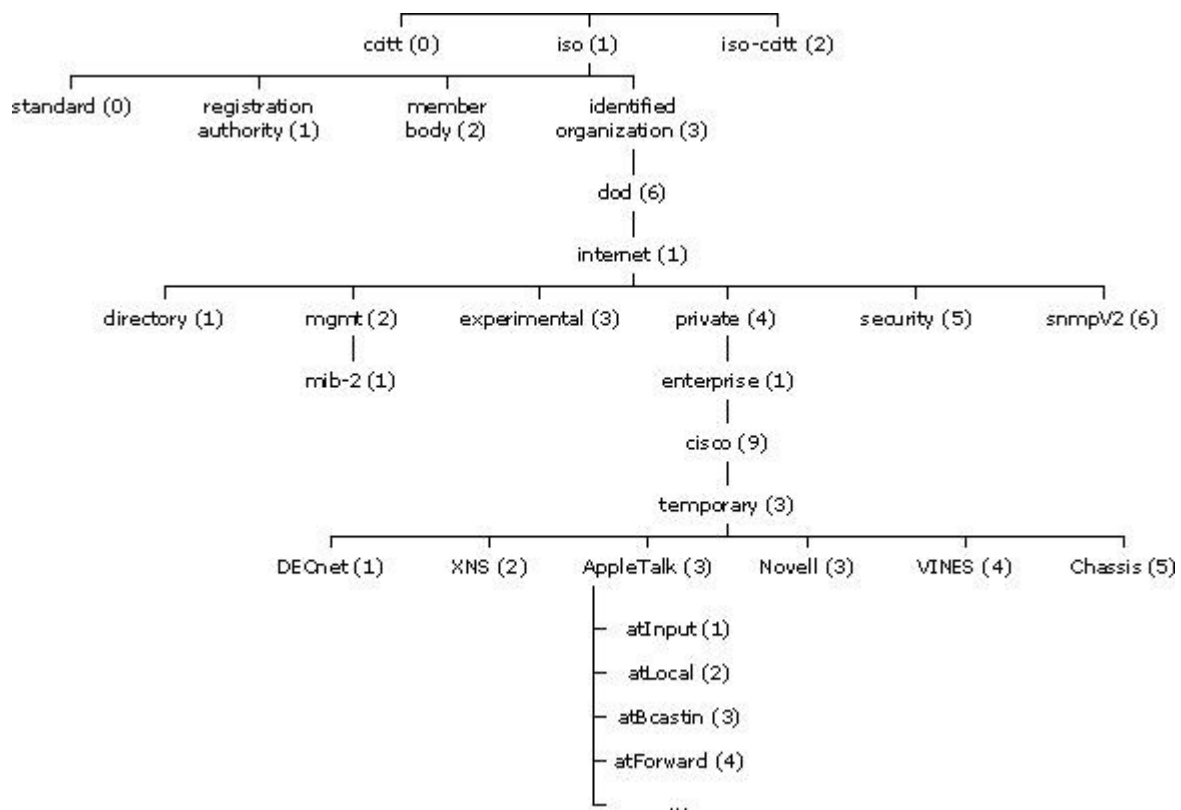 ccitt (0) iso (1) iso-ccitt (2)
standard (0) registration authority (1) member body (2) identified organization (3)
dod (6)
internet (1)
directory (1) mgmt (2) experimental (3) private (4) security (5) snmpV2 (6)
mib-2 (1) enterprise (1)
cisco (9)
temporary (3)
DECnet (1) XNS (2) AppleTalk (3) Novell (3) VINES (4) Chassis (5)
atInput (1)
atLocal (2)
atBcastin (3)
atForward (4)